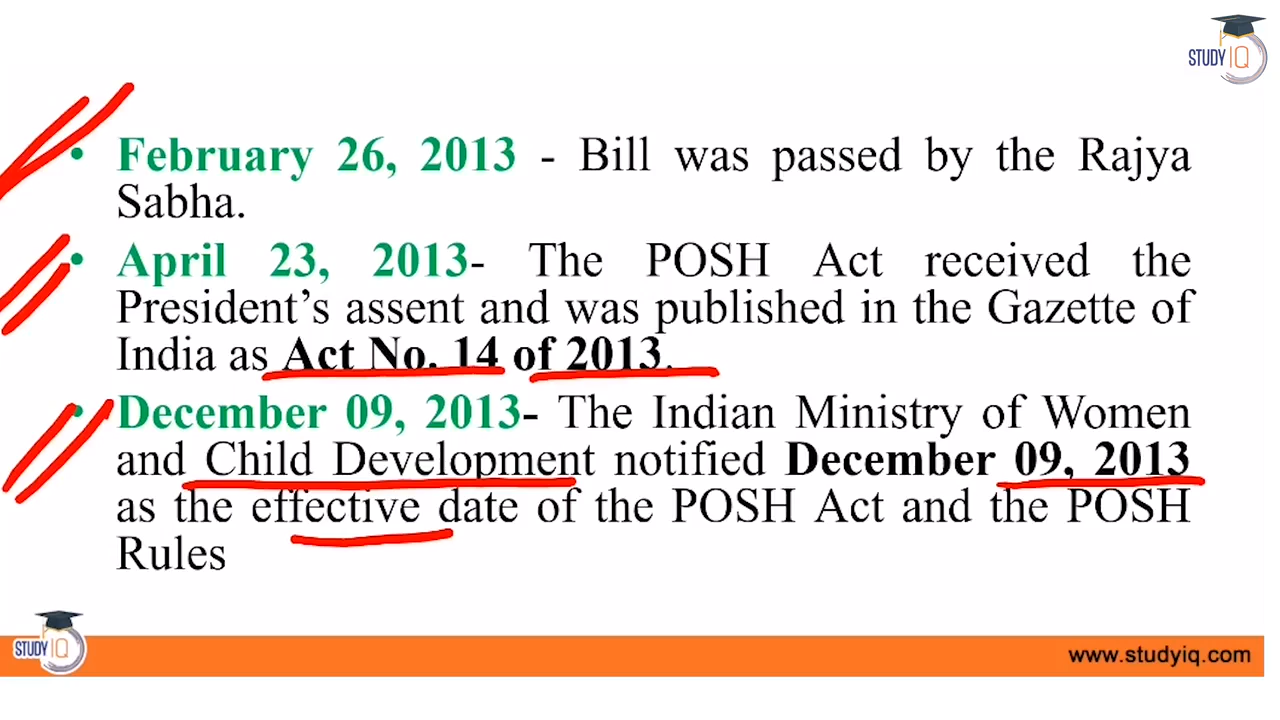 STUDY IQ
• February 26, 2013 - Bill was passed by the Rajya
Sabha.
• April 23, 2013- The POSH Act received the
President’s assent and was published in the Gazette of
India as Act No. 14 of 2013.
• December 09, 2013- The Indian Ministry of Women
and Child Development notified December 09, 2013
as the effective date of the POSH Act and the POSH
Rules
STUDY IQ
www.studyiq.com